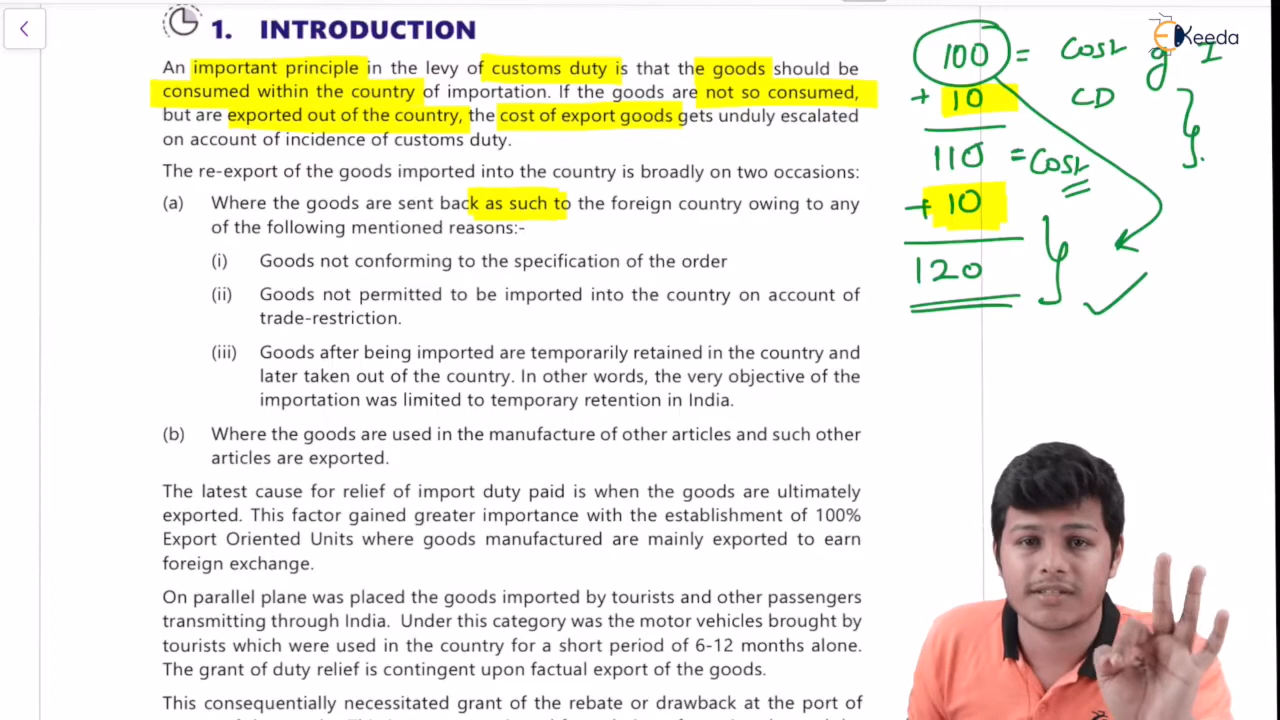 1. INTRODUCTION
An important principle in the levy of customs duty is that the goods should be
consumed within the country of importation. If the goods are not so consumed,
but are exported out of the country, the cost of export goods gets unduly escalated
on account of incidence of customs duty.
The re-export of the goods imported into the country is broadly on two occasions:
(a) Where the goods are sent back as such to the foreign country owing to any
of the following mentioned reasons:-
(i) Goods not conforming to the specification of the order
(ii) Goods not permitted to be imported into the country on account of
trade-restriction.
(iii) Goods after being imported are temporarily retained in the country and
later taken out of the country. In other words, the very objective of the
importation was limited to temporary retention in India.
(b) Where the goods are used in the manufacture of other articles and such other
articles are exported.
The latest cause for relief of import duty paid is when the goods are ultimately
exported. This factor gained greater importance with the establishment of 100%
Export Oriented Units where goods manufactured are mainly exported to earn
foreign exchange.
On parallel plane was placed the goods imported by tourists and other passengers
transmitting through India. Under this category was the motor vehicles brought by
tourists which were used in the country for a short period of 6-12 months alone.
The grant of duty relief is contingent upon factual export of the goods.
This consequentially necessitated grant of the rebate or drawback at the port of
Keeda
100 = Cost g I
+ 10 CD
110 = Cost
+ 10
120